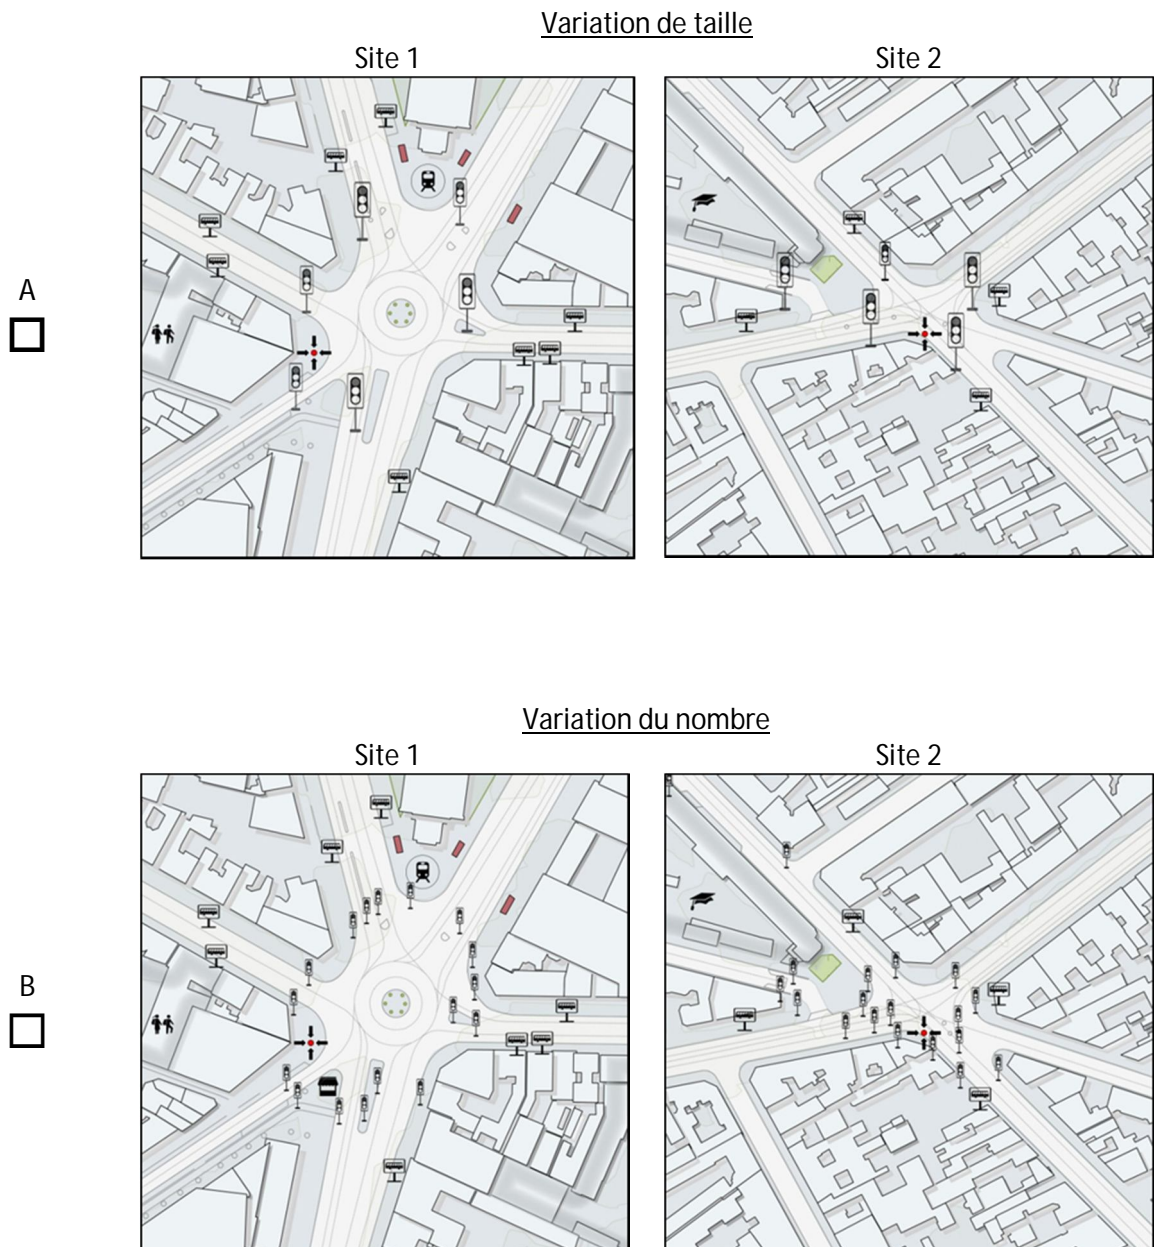 Variation de taille
Site 1
Site 2
A
Variation du nombre
Site 1
Site 2
B